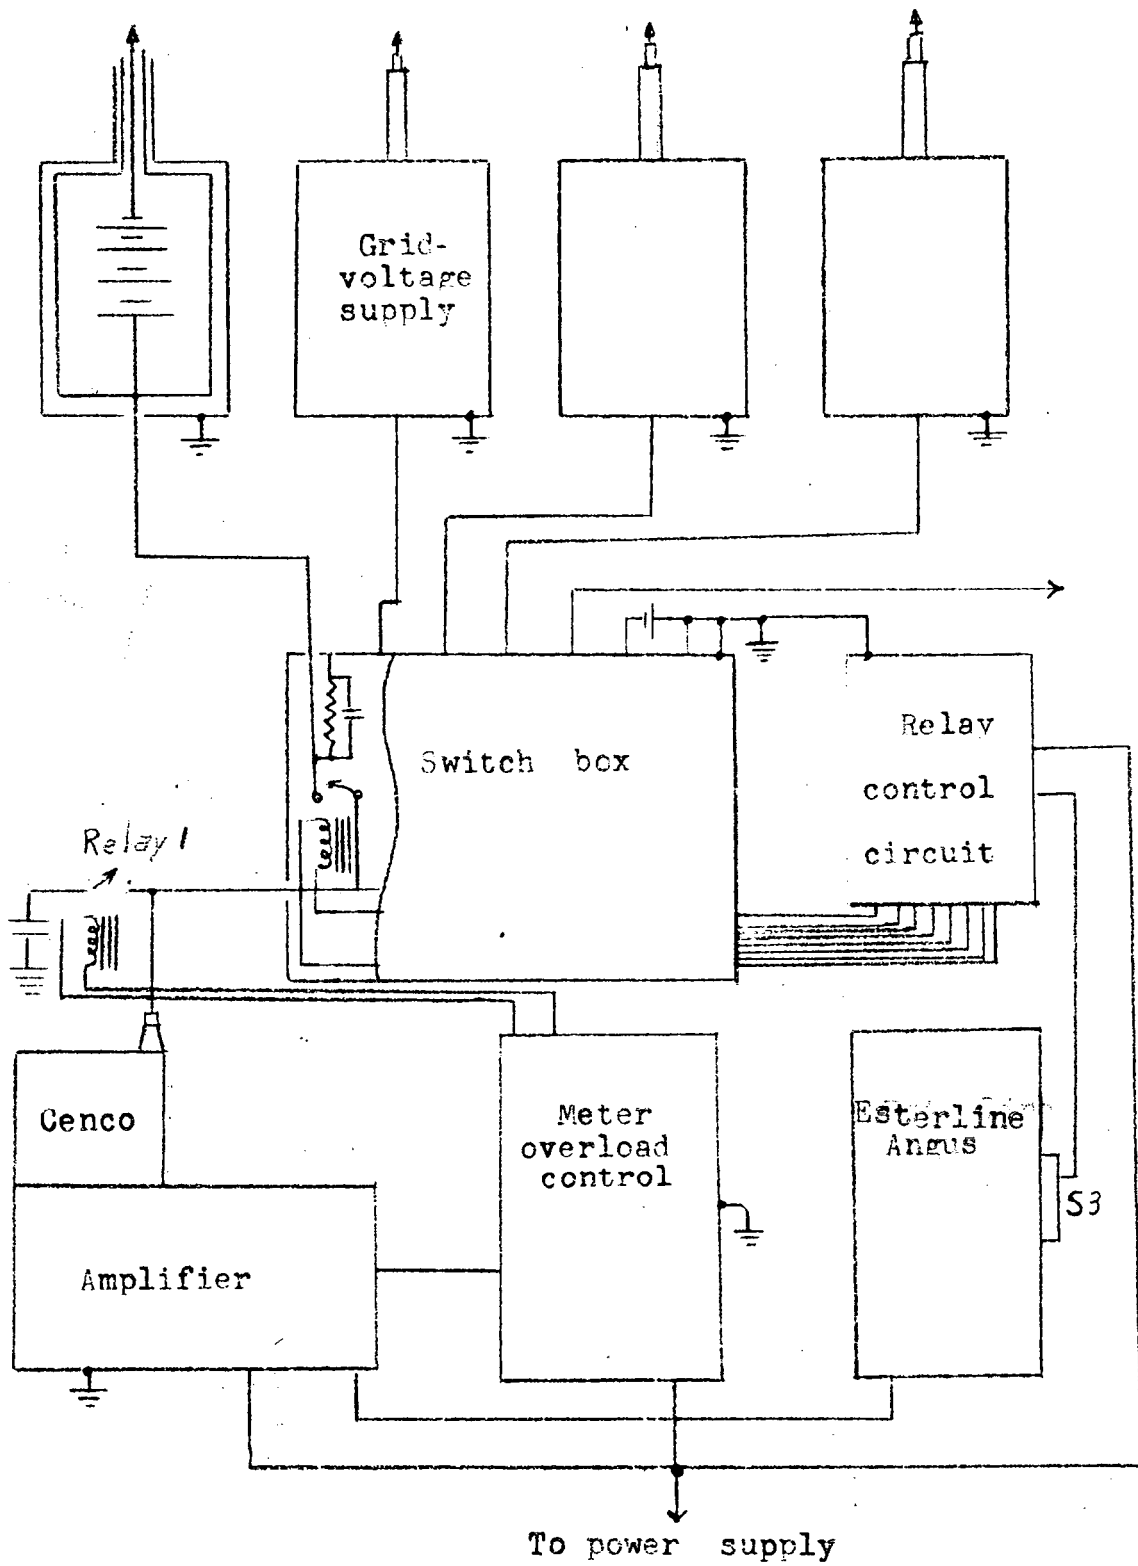 Grid-
voltage
supply
Switch box
Relay
control
circuit
Relay 1
Cenco
Meter
overload
control
Esterline
Angus
S3
Amplifier
To power supply